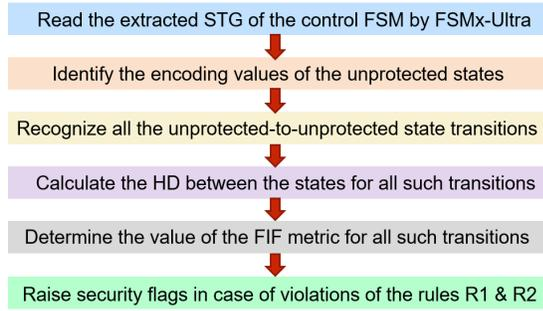 Read the extracted STG of the control FSM by FSMx-Ultra
Identify the encoding values of the unprotected states
Recognize all the unprotected-to-unprotected state transitions
Calculate the HD between the states for all such transitions
Determine the value of the FIF metric for all such transitions
Raise security flags in case of violations of the rules R1 & R2